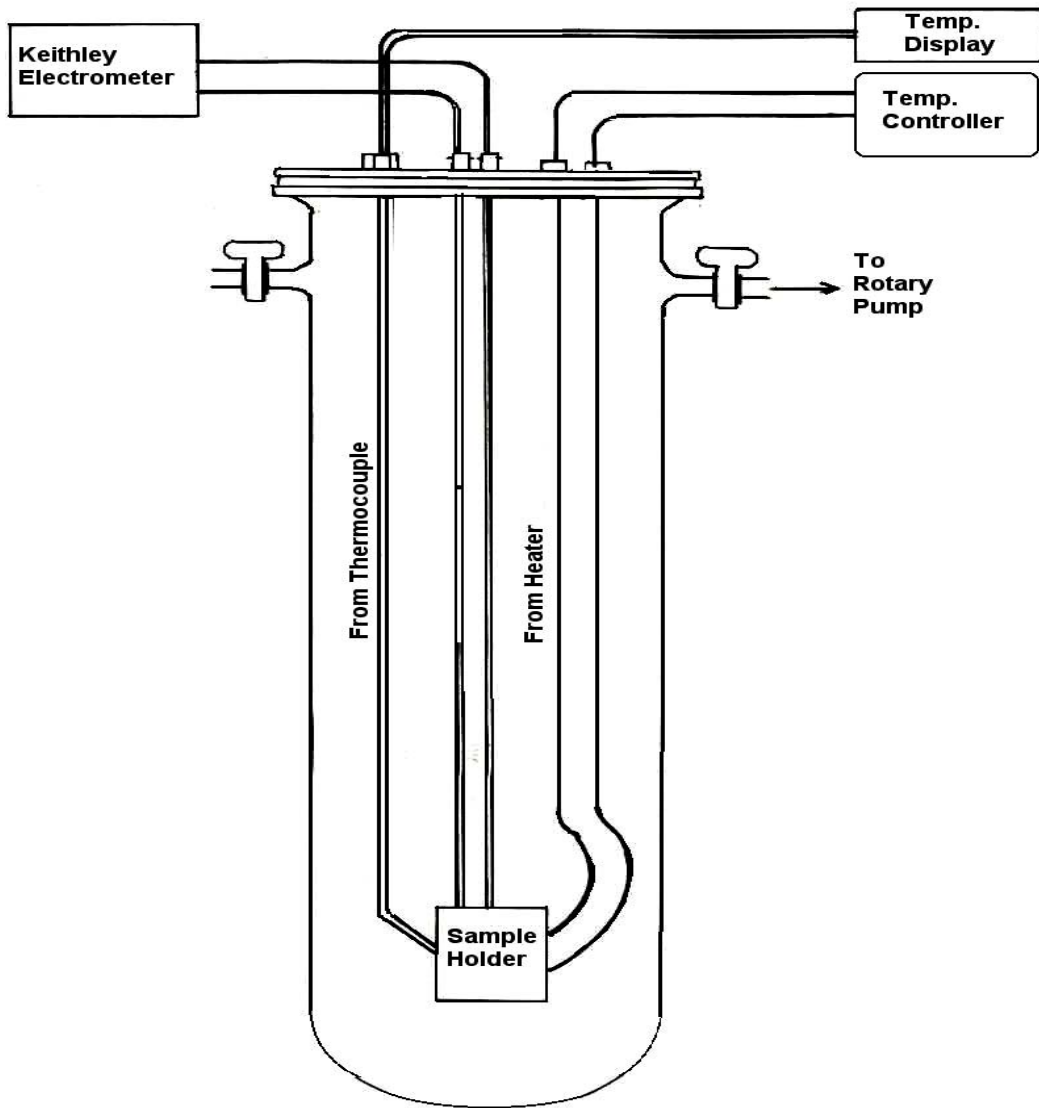 Keithley
Electrometer
Temp.
Display
Temp.
Controller
To
Rotary
Pump
From Thermocouple
From Heater
Sample
Holder